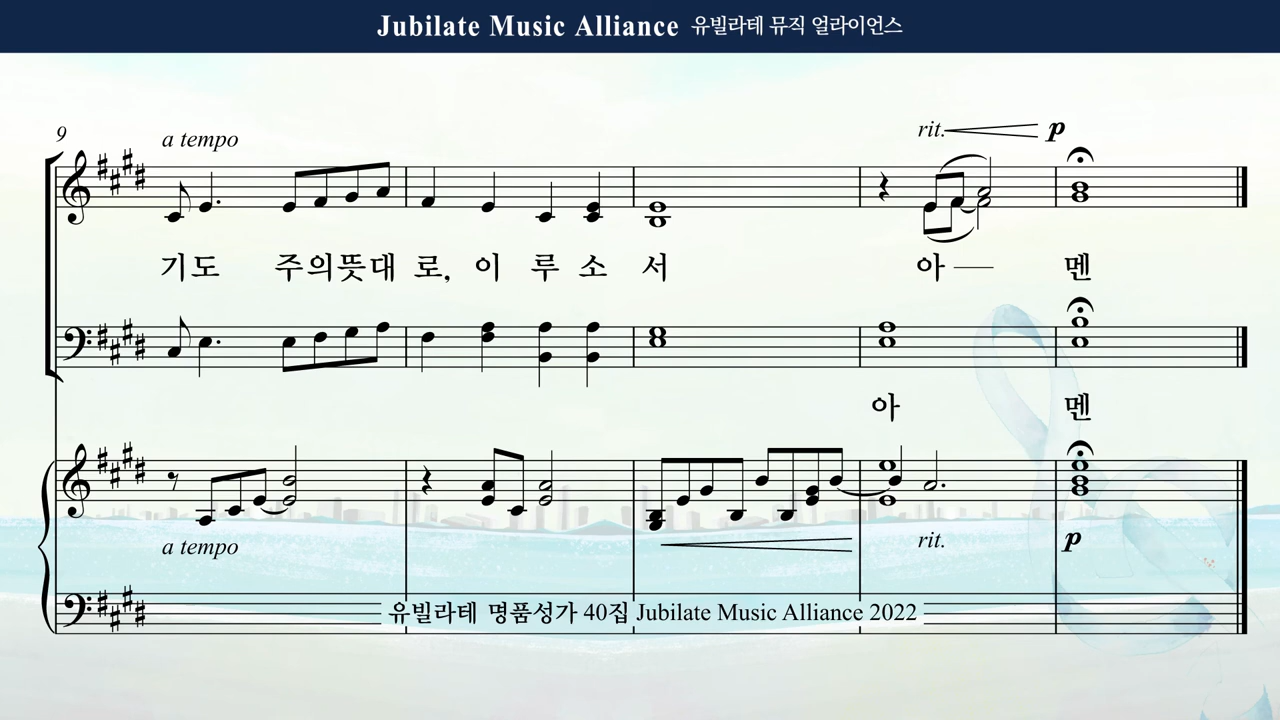 Jubilate Music Alliance 유빌라테 뮤직 얼라이언스
9
a tempo
rit.
p
기도 주의뜻대 로, 이 루 소 서 아 멘
아 멘
a tempo
rit.
p
유빌라테 명품성가 40집 Jubilate Music Alliance 2022